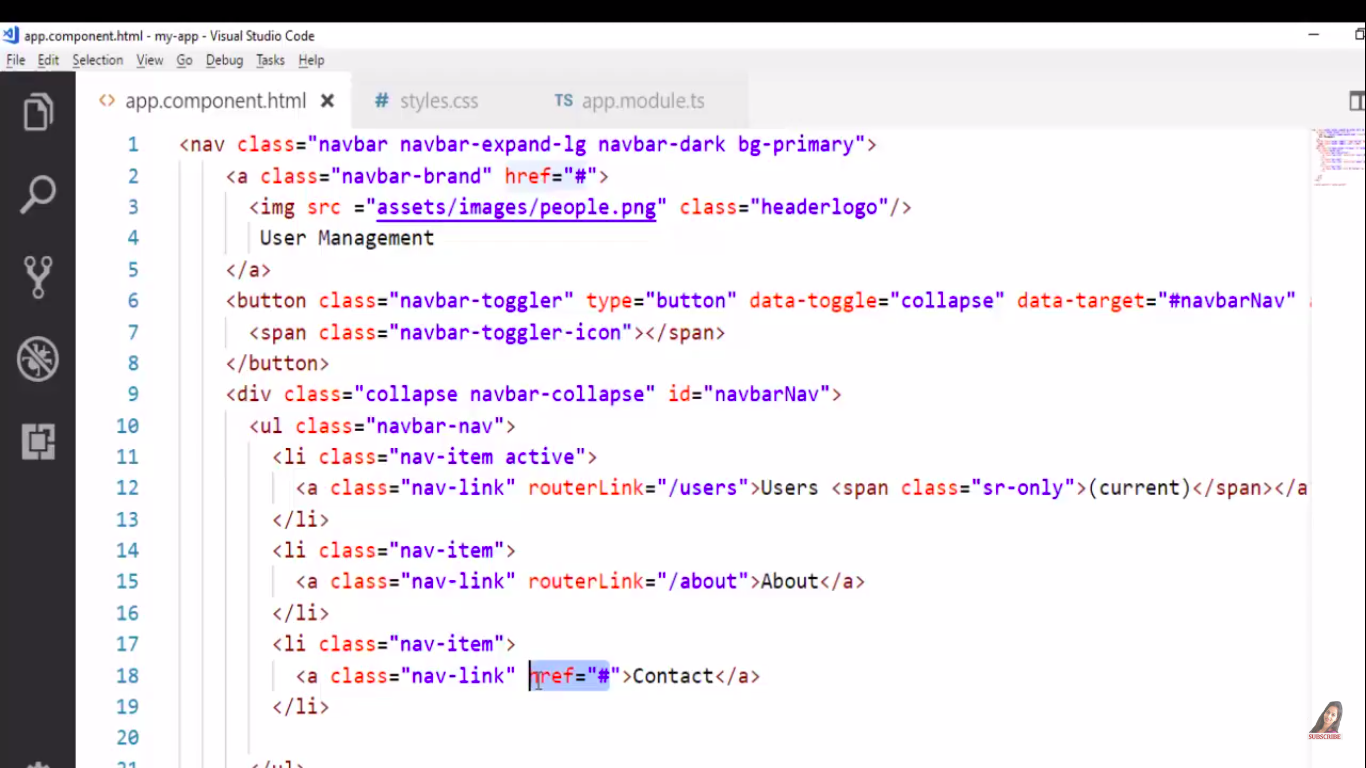 app.component.html - my-app - Visual Studio Code
File Edit Selection View Go Debug Tasks Help
<> app.component.html × # styles.css TS app.module.ts
1 <nav class="navbar navbar-expand-lg navbar-dark bg-primary">
2 <a class="navbar-brand" href="#">
3 <img src ="assets/images/people.png" class="headerlogo"/>
4 User Management
5 </a>
6 <button class="navbar-toggler" type="button" data-toggle="collapse" data-target="#navbarNav"
7 <span class="navbar-toggler-icon"></span>
8 </button>
9 <div class="collapse navbar-collapse" id="navbarNav">
10 <ul class="navbar-nav">
11 <li class="nav-item active">
12 <a class="nav-link" routerLink="/users">Users <span class="sr-only">(current)</span></a
13 </li>
14 <li class="nav-item">
15 <a class="nav-link" routerLink="/about">About</a>
16 </li>
17 <li class="nav-item">
18 <a class="nav-link" href="#">Contact</a>
19 </li>
20
21 </ul>
SUBSCRIBE